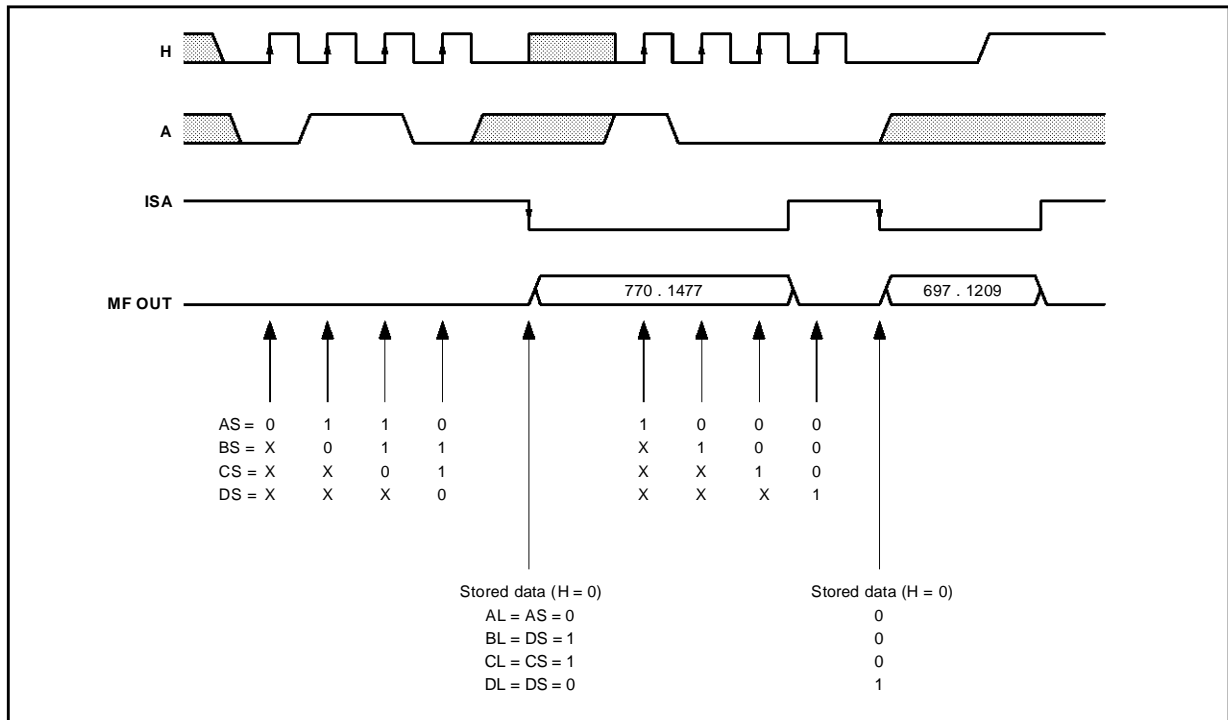 H
A
ISA
MF OUT
770 . 1477
697 . 1209
AS = 0 1 1 0 1 0 0 0
BS = X 0 1 1 X 1 0 0
CS = X X 0 1 X X 1 0
DS = X X X 0 X X X 1
Stored data (H = 0) Stored data (H = 0)
AL = AS = 0 0
BL = DS = 1 0
CL = CS = 1 0
DL = DS = 0 1